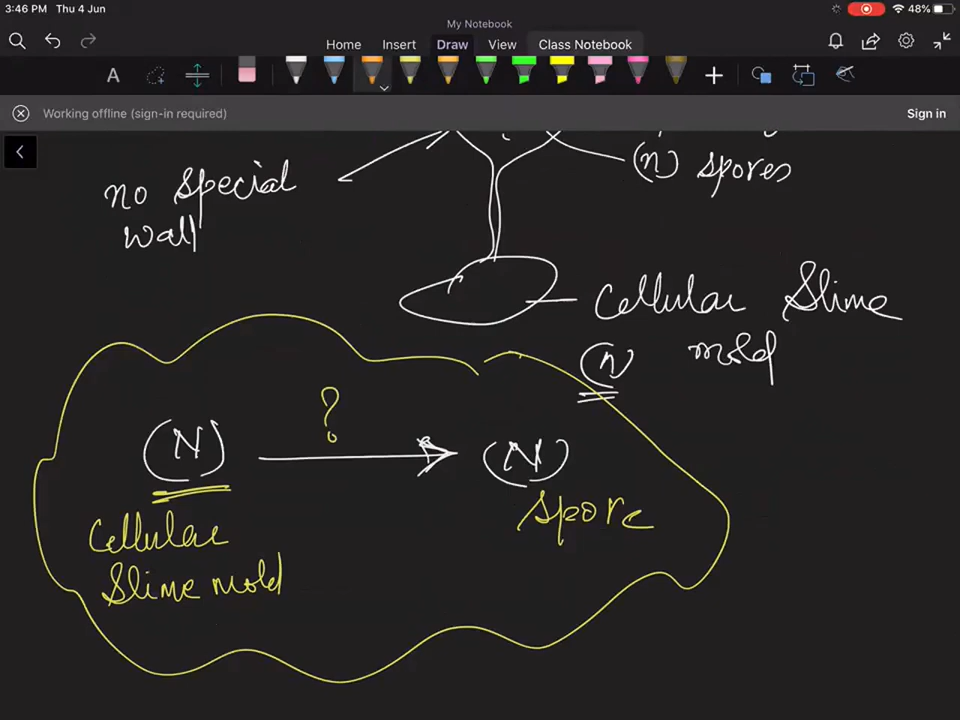 3:46 PM Thu 4 Jun
48%
My Notebook
Home Insert Draw View Class Notebook
A
Working offline (sign-in required)
Sign in
(n) spores
no special
wall
Cellular Slime
mold
(n)
?
(N) (N)
spore
Cellular
Slime mold